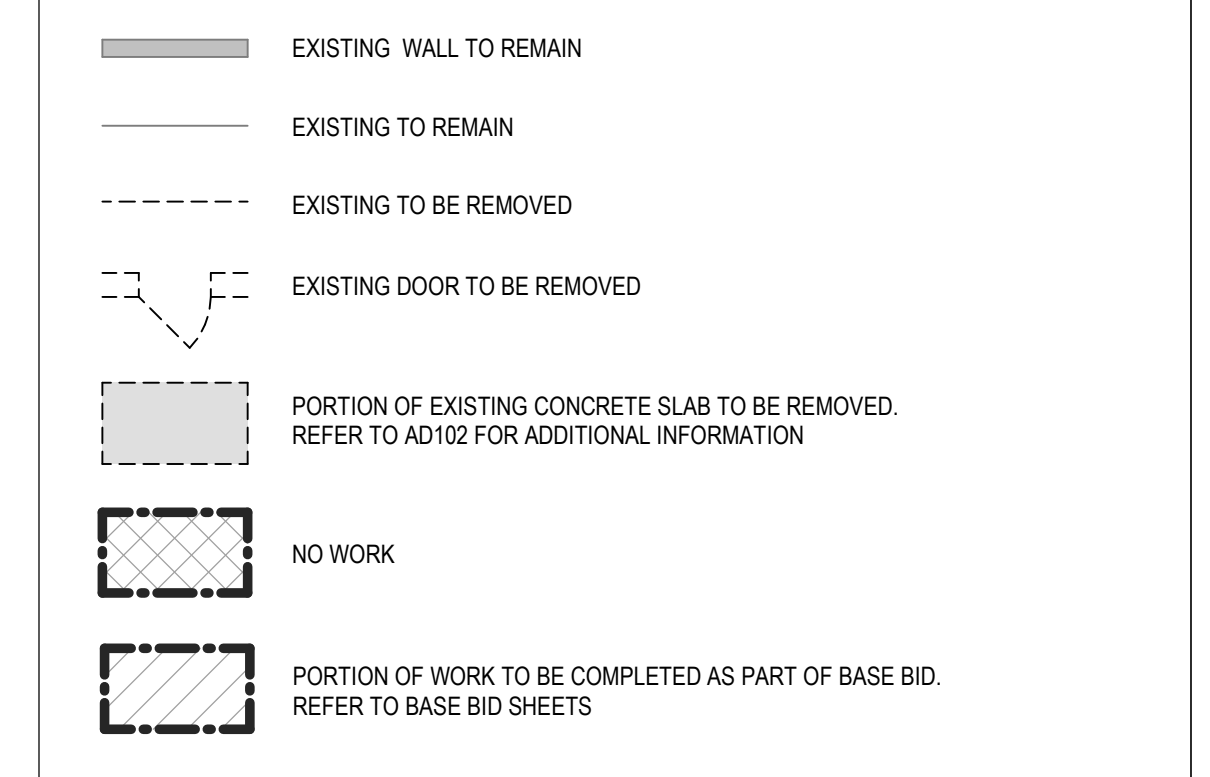 EXISTING WALL TO REMAIN
EXISTING TO REMAIN
EXISTING TO BE REMOVED
EXISTING DOOR TO BE REMOVED
PORTION OF EXISTING CONCRETE SLAB TO BE REMOVED.
REFER TO AD102 FOR ADDITIONAL INFORMATION
NO WORK
PORTION OF WORK TO BE COMPLETED AS PART OF BASE BID.
REFER TO BASE BID SHEETS